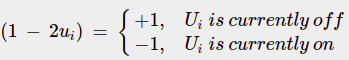 +1, U_i is currently off
(1 − 2u_i) = {
−1, U_i is currently on